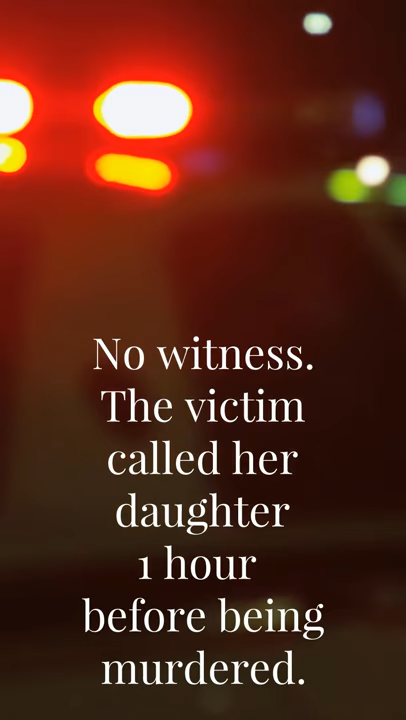 No witness.
The victim
called her
daughter
1 hour
before being
murdered.